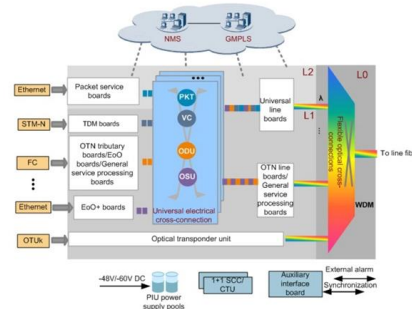 NMS
GMPLS
L2
L0
Ethernet
Packet service
boards
PKT
Universal
line
boards
λ
L1
STM-N
TDM boards
VC
FC
OTN tributary
boards/EoO
boards/General
service processing
boards
ODU
Flexible optical cross-
connections
To line fib
OTN line
boards/
General
service
processing
boards
OSU
Ethernet
EoO+ boards
Universal electrical
cross-connection
WDM
OTUk
Optical transponder unit
-48V/-60V DC
PIU power
supply pools
1+1 SCC/
CTU
Auxiliary
interface
board
External alarm
Synchronization